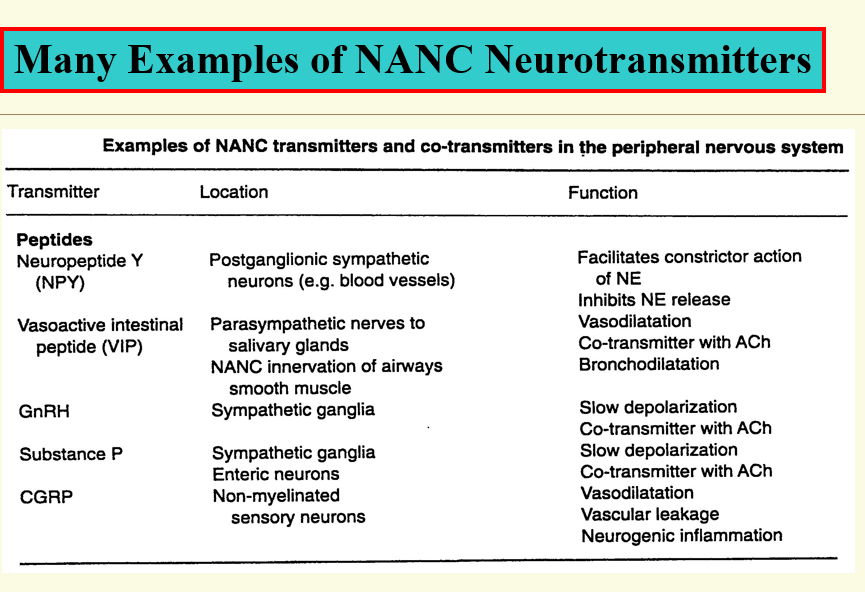 Many Examples of NANC Neurotransmitters
Examples of NANC transmitters and co-transmitters in the peripheral nervous system
Transmitter Location Function
Peptides
Neuropeptide Y Postganglionic sympathetic Facilitates constrictor action
(NPY) neurons (e.g. blood vessels) of NE
Inhibits NE release
Vasoactive intestinal Parasympathetic nerves to Vasodilatation
peptide (VIP) salivary glands Co-transmitter with ACh
NANC innervation of airways Bronchodilatation
smooth muscle
GnRH Sympathetic ganglia Slow depolarization
Co-transmitter with ACh
Substance P Sympathetic ganglia Slow depolarization
Enteric neurons Co-transmitter with ACh
CGRP Non-myelinated Vasodilatation
sensory neurons Vascular leakage
Neurogenic inflammation